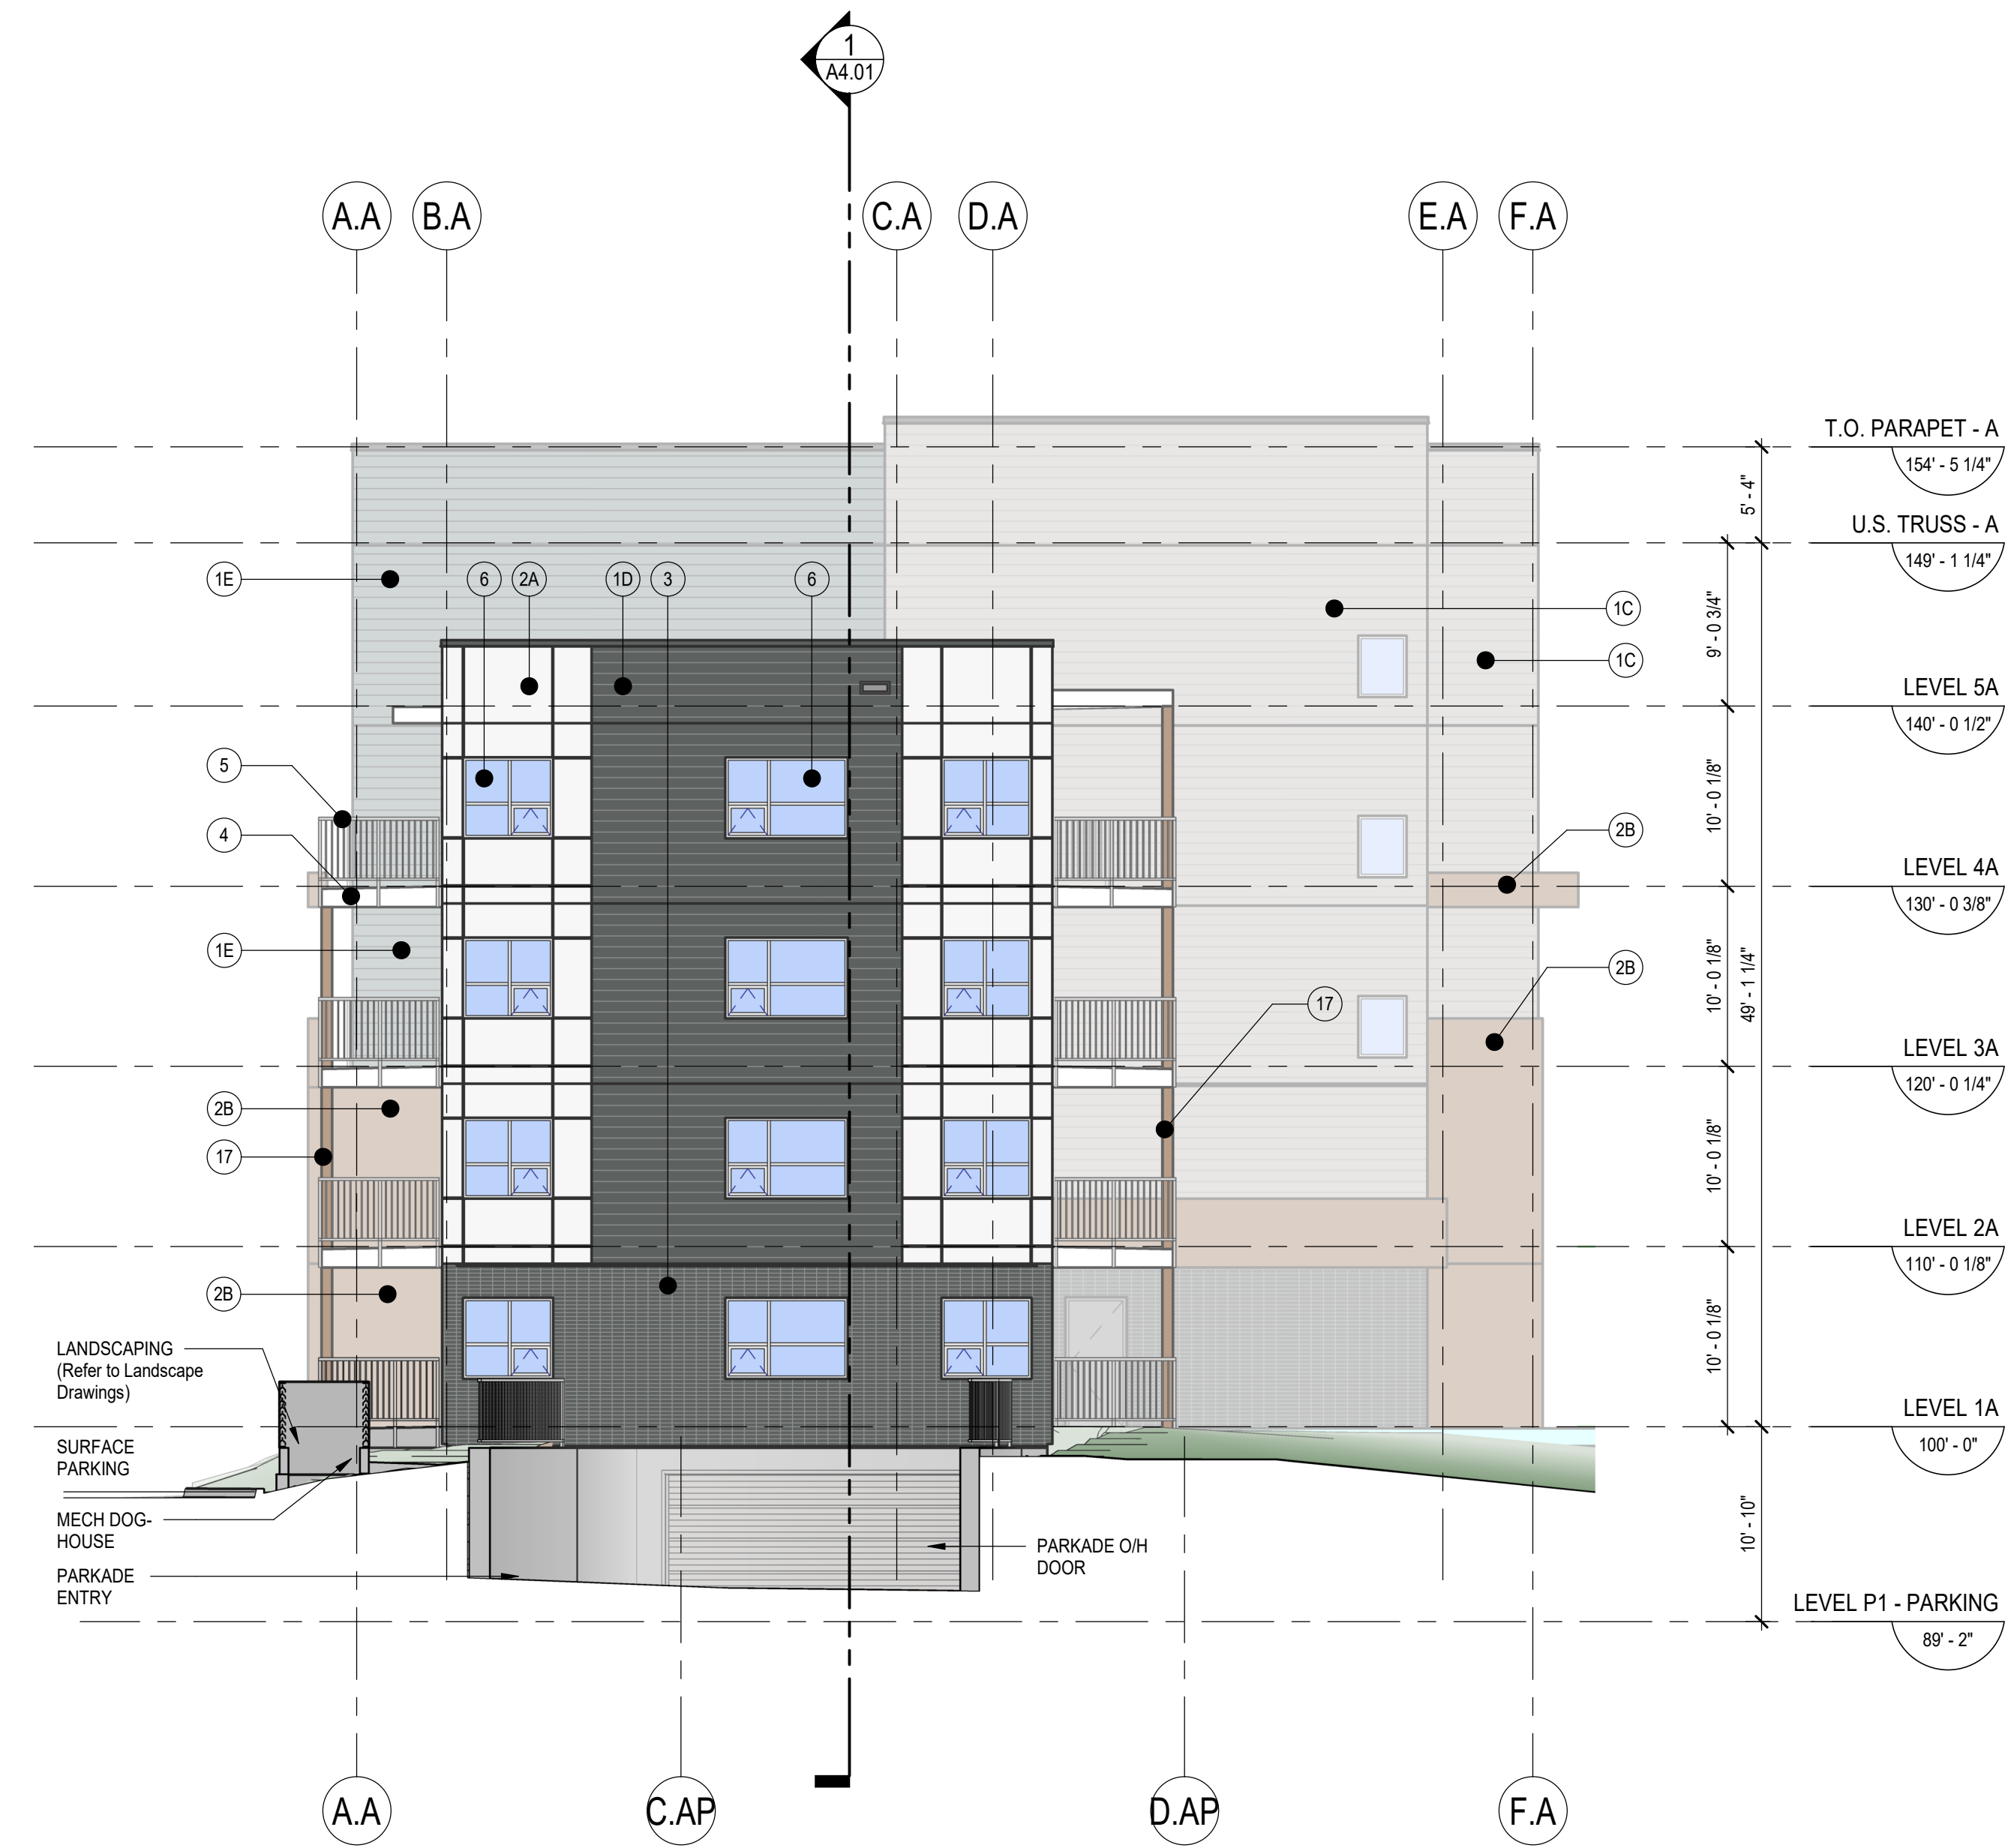 1
A4.01
A.A
B.A
C.A
D.A
E.A
F.A
T.O. PARAPET - A
154' - 5 1/4"
5' - 4"
U.S. TRUSS - A
149' - 1 1/4"
1E
6
2A
1D
3
6
1C
9' - 0 3/4"
1C
LEVEL 5A
140' - 0 1/2"
5
10' - 0 1/8"
4
2B
LEVEL 4A
130' - 0 3/8"
1E
10' - 0 1/8"
49' - 1 1/4"
2B
17
LEVEL 3A
120' - 0 1/4"
2B
17
10' - 0 1/8"
LEVEL 2A
110' - 0 1/8"
2B
10' - 0 1/8"
LANDSCAPING
(Refer to Landscape
Drawings)
LEVEL 1A
100' - 0"
SURFACE
PARKING
MECH DOG-
HOUSE
10' - 10"
PARKADE O/H
DOOR
PARKADE
ENTRY
LEVEL P1 - PARKING
89' - 2"
A.A
C.AP
D.AP
F.A